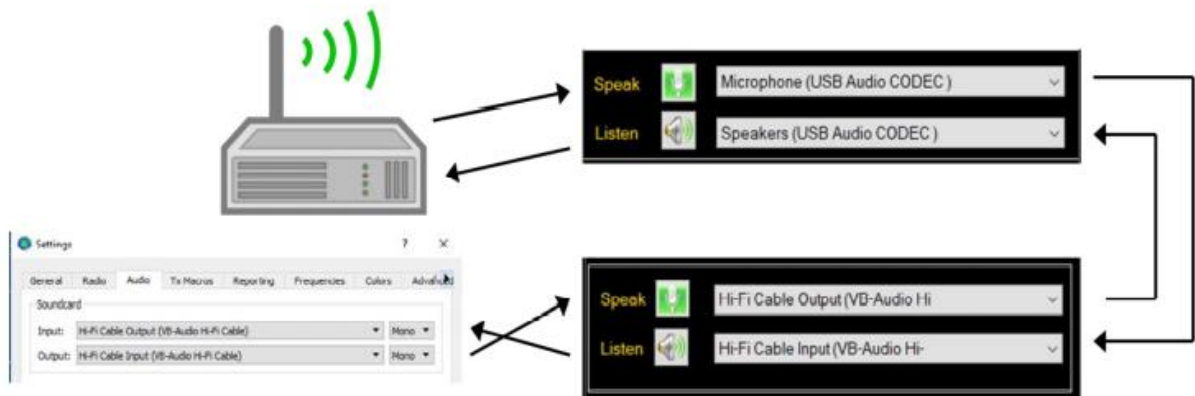 Speak Microphone (USB Audio CODEC )
Listen Speakers (USB Audio CODEC )
Settings ? X
General Radio Audio Tx Macros Reporting Frequencies Colors Advanced
Soundcard
Input: Hi-Fi Cable Output (VB-Audio Hi-Fi Cable) Mono
Output: Hi-Fi Cable Input (VB-Audio Hi-Fi Cable) Mono
Speak Hi-Fi Cable Output (VB-Audio Hi
Listen Hi-Fi Cable Input (VB-Audio Hi-